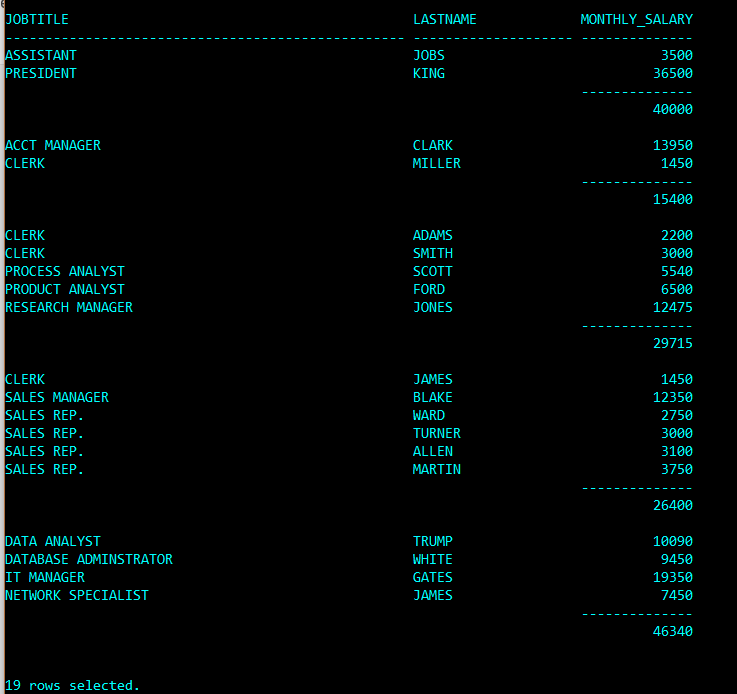 JOBTITLE LASTNAME MONTHLY_SALARY
-------------------------------------------------- -------------------- --------------
ASSISTANT JOBS 3500
PRESIDENT KING 36500
--------------
40000
ACCT MANAGER CLARK 13950
CLERK MILLER 1450
--------------
15400
CLERK ADAMS 2200
CLERK SMITH 3000
PROCESS ANALYST SCOTT 5540
PRODUCT ANALYST FORD 6500
RESEARCH MANAGER JONES 12475
--------------
29715
CLERK JAMES 1450
SALES MANAGER BLAKE 12350
SALES REP. WARD 2750
SALES REP. TURNER 3000
SALES REP. ALLEN 3100
SALES REP. MARTIN 3750
--------------
26400
DATA ANALYST TRUMP 10090
DATABASE ADMINSTRATOR WHITE 9450
IT MANAGER GATES 19350
NETWORK SPECIALIST JAMES 7450
--------------
46340
19 rows selected.